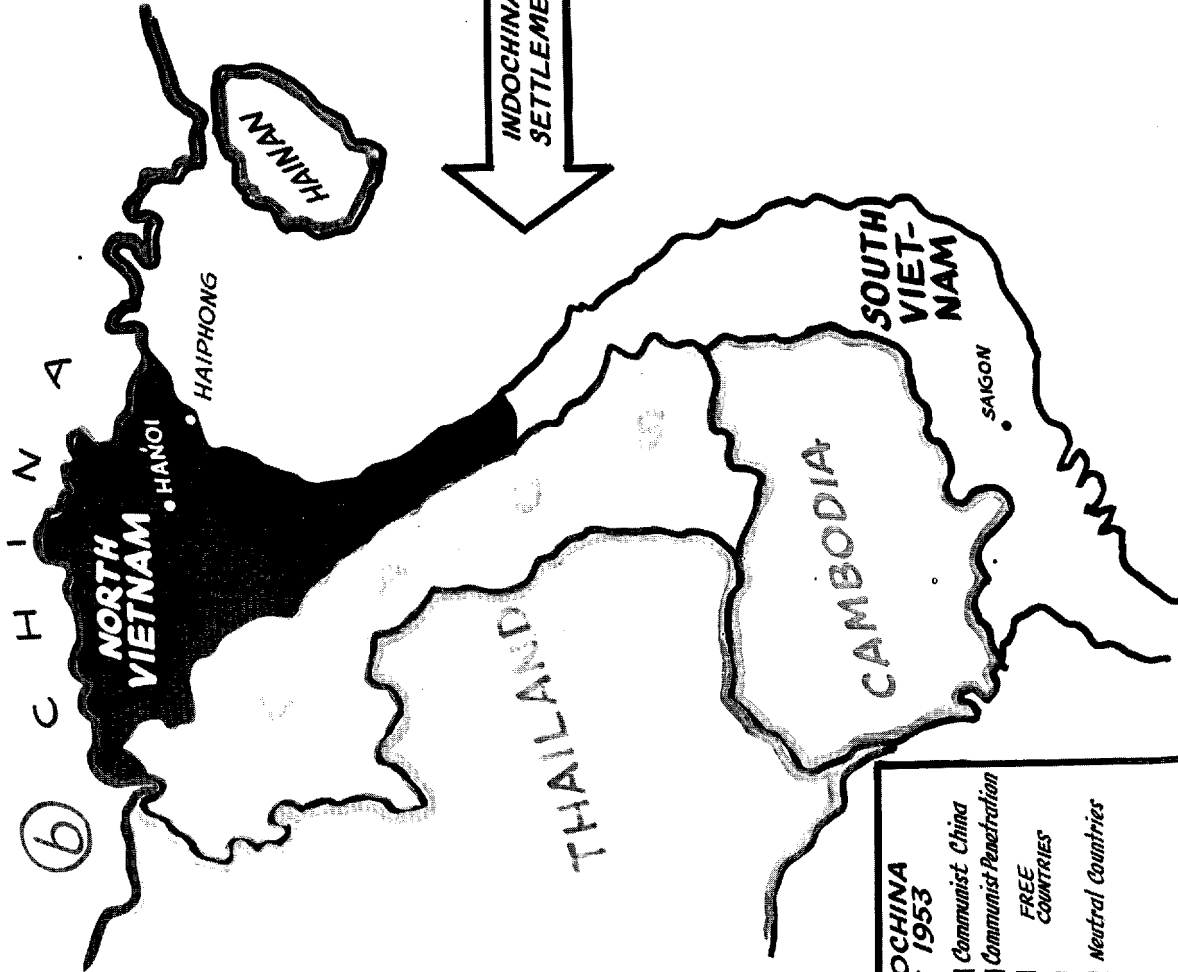 b
C H I N A
NORTH
VIETNAM
HANOI
HAIPHONG
HAINAN
INDOCHINA
SETTLEME
THAILAND
CAMBODIA
SOUTH
VIET-
NAM
SAIGON
OCHINA
1953
Communist China
Communist Penetration
FREE
COUNTRIES
Neutral Countries